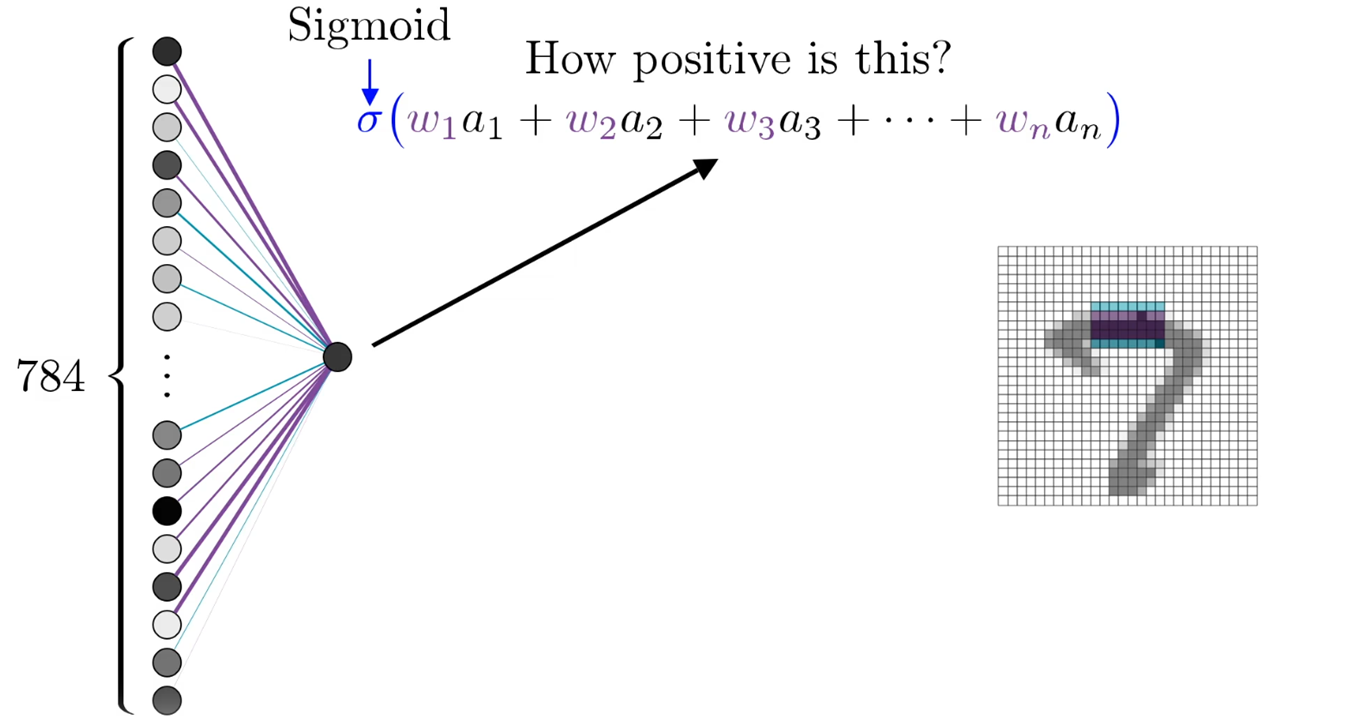 Sigmoid
How positive is this?
σ(w₁a₁ + w₂a₂ + w₃a₃ + ⋯ + wₙaₙ)
784